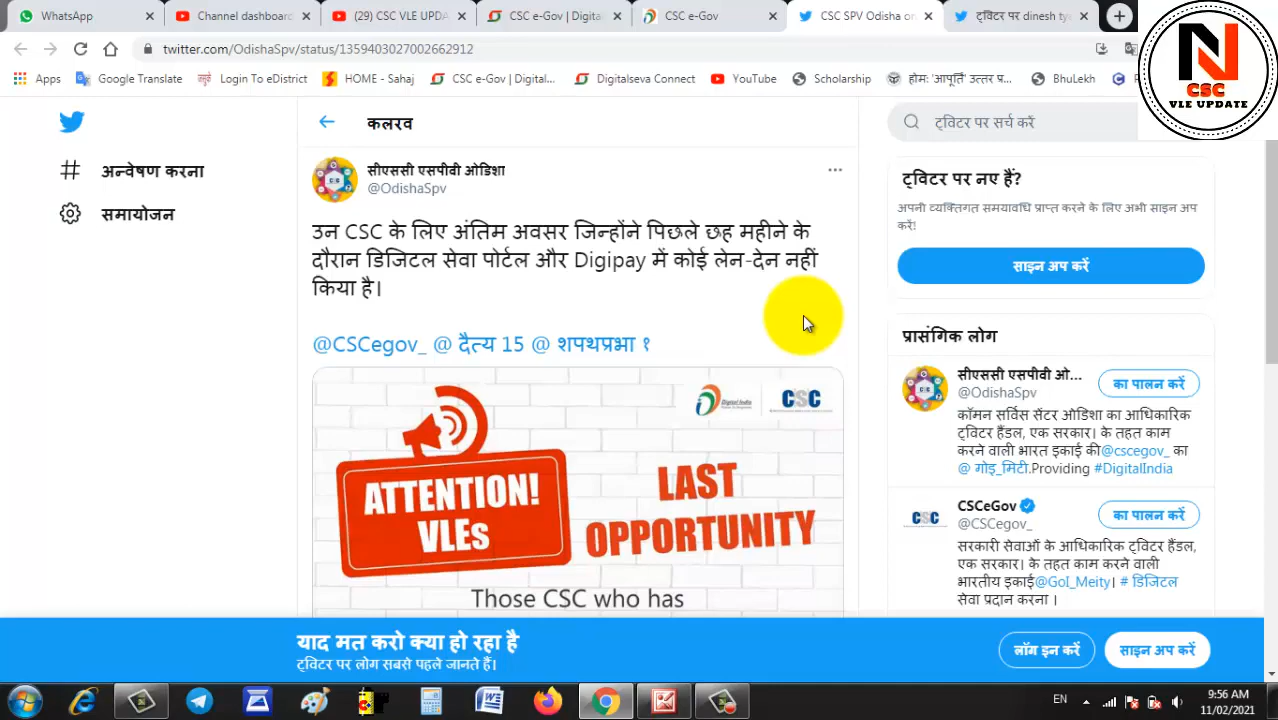 WhatsApp
Channel dashboard
(29) CSC VLE UPDA
CSC e-Gov | Digital
CSC e-Gov
CSC SPV Odisha on
ट्विटर पर dinesh ty
twitter.com/OdishaSpv/status/1359403027002662912
Apps
Google Translate
Login To eDistrict
HOME - Sahaj
CSC e-Gov | Digital...
Digitalseva Connect
YouTube
Scholarship
होम: 'आपूर्ति' उत्तर प्र...
BhuLekh
N
CSC
VLE UPDATE
अन्वेषण करना
समायोजन
कलरव
सीएससी एसपीवी ओडिशा
@OdishaSpv
उन CSC के लिए अंतिम अवसर जिन्होंने पिछले छह महीने के
दौरान डिजिटल सेवा पोर्टल और Digipay में कोई लेन-देन नहीं
किया है।
@CSCegov_ @ दैत्य 15 @ शपथप्रभा १
Digital India
CSC
ATTENTION!
VLEs
LAST
OPPORTUNITY
Those CSC who has
ट्विटर पर सर्च करें
ट्विटर पर नए हैं?
अपनी व्यक्तिगत समयावधि प्राप्त करने के लिए अभी साइन अप
करें!
साइन अप करें
प्रासंगिक लोग
सीएससी एसपीवी ओ...
@OdishaSpv
का पालन करें
कॉमन सर्विस सेंटर ओडिशा का आधिकारिक
ट्विटर हैंडल, एक सरकार। के तहत काम
करने वाली भारत इकाई की@cscegov_ का
@ गोइ_मिटी.Providing #DigitalIndia
CSC
CSCeGov
@CSCegov_
का पालन करें
सरकारी सेवाओं के आधिकारिक ट्विटर हैंडल,
एक सरकार। के तहत काम करने वाली
भारतीय इकाई@GoI_Meity। # डिजिटल
सेवा प्रदान करना ।
याद मत करो क्या हो रहा है
ट्विटर पर लोग सबसे पहले जानते हैं।
लॉग इन करें
साइन अप करें
EN
9:56 AM
11/02/2021